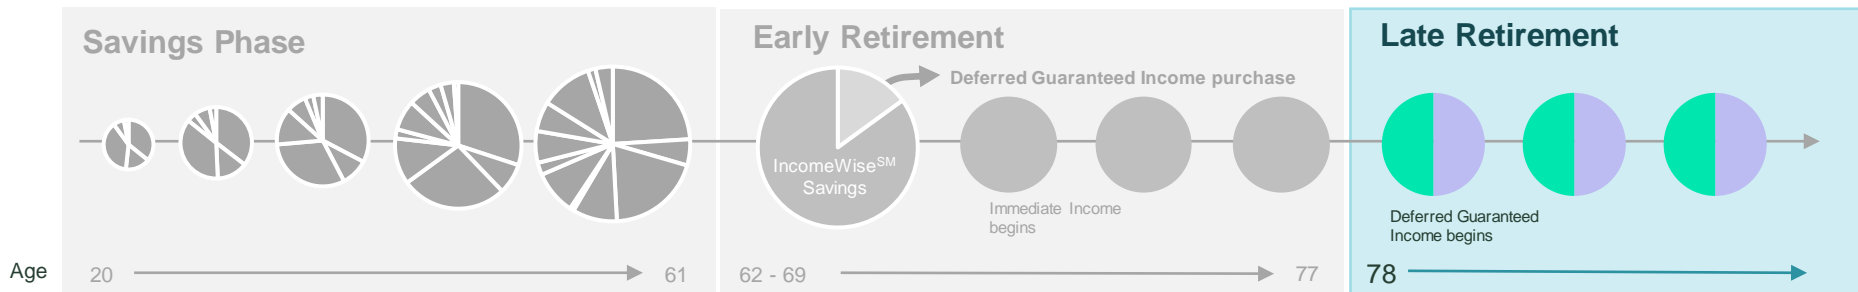 Savings Phase
Early Retirement
Late Retirement
Deferred Guaranteed Income purchase
IncomeWise℠
Savings
Immediate Income
begins
Deferred Guaranteed
Income begins
Age
20
61
62 - 69
77
78